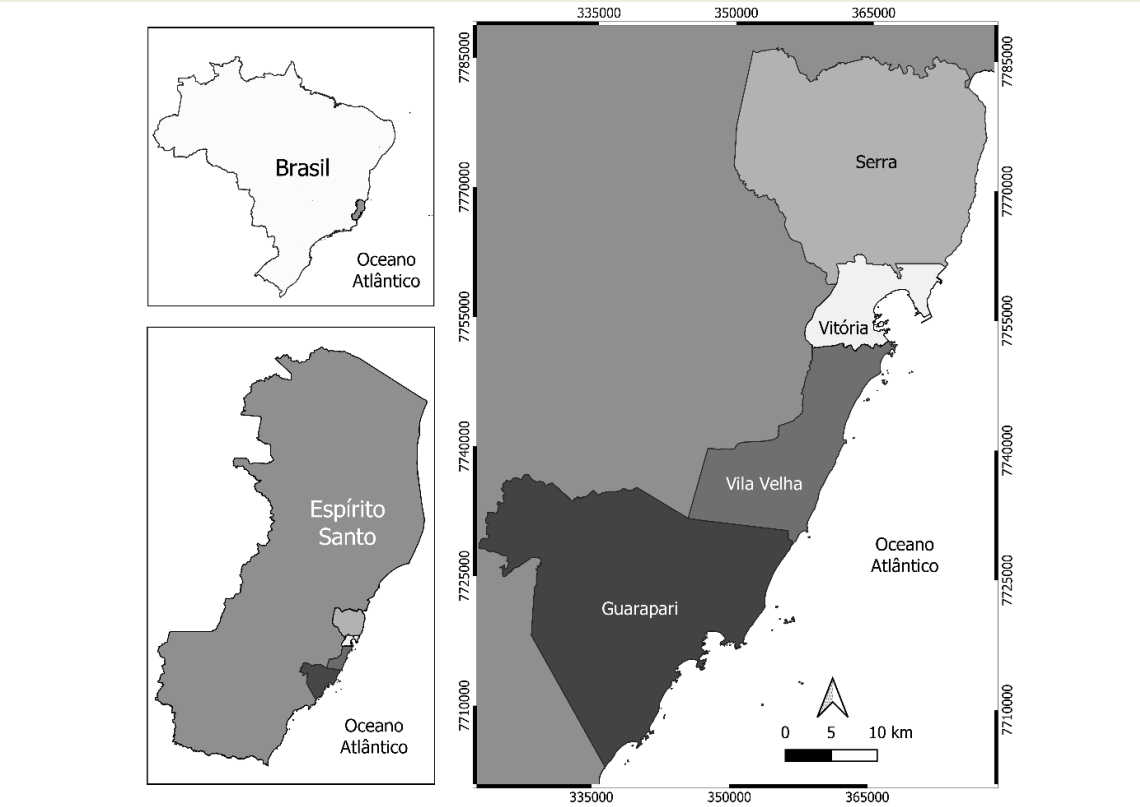 Brasil
Oceano
Atlântico
Espírito
Santo
Oceano
Atlântico
335000
350000
365000
7785000
7785000
Serra
7770000
7770000
7755000
7755000
Vitória
7740000
7740000
Vila Velha
Oceano
Atlântico
7725000
7725000
Guarapari
7710000
7710000
0
5
10 km
335000
350000
365000